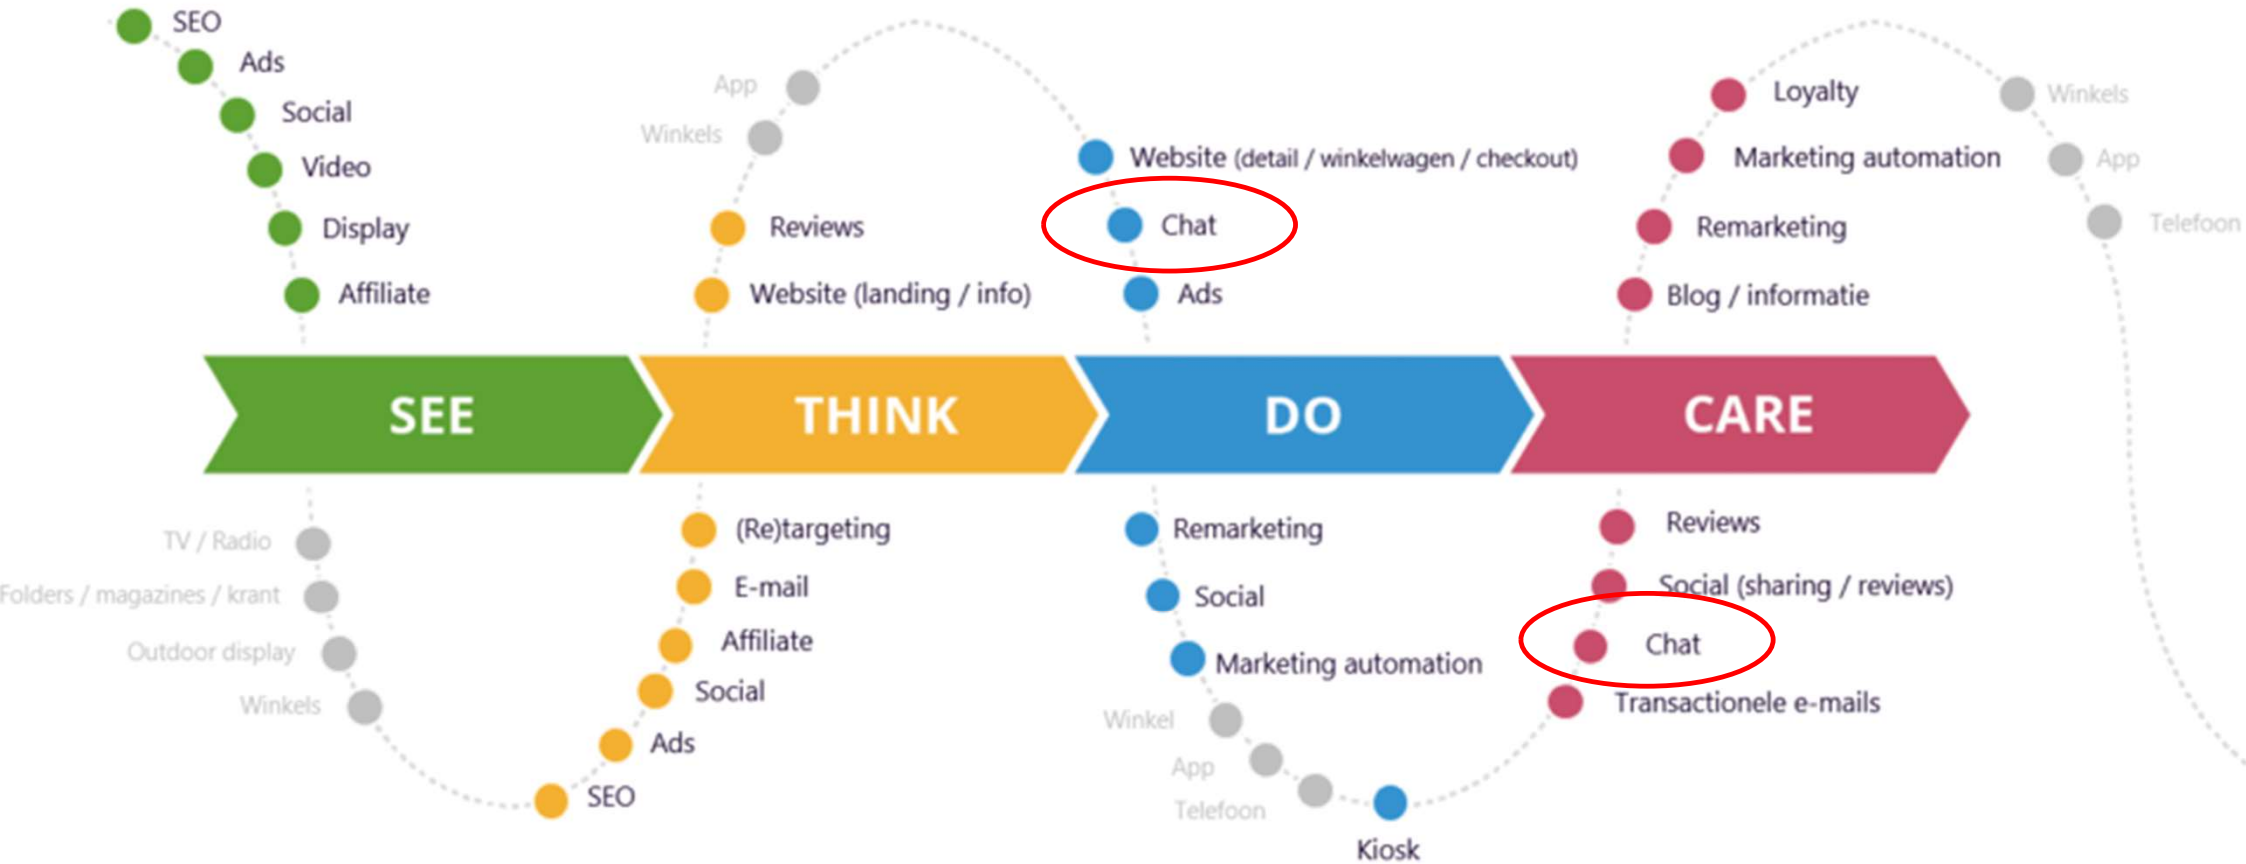 SEO
Ads
Social
Video
Display
Affiliate
App
Winkels
Reviews
Website (landing / info)
Website (detail / winkelwagen / checkout)
Chat
Ads
Loyalty
Marketing automation
Remarketing
Blog / informatie
Winkels
App
Telefoon
SEE
THINK
DO
CARE
TV / Radio
Folders / magazines / krant
Outdoor display
Winkels
(Re)targeting
E-mail
Affiliate
Social
Ads
SEO
Remarketing
Social
Marketing automation
Winkel
App
Telefoon
Kiosk
Reviews
Social (sharing / reviews)
Chat
Transactionele e-mails